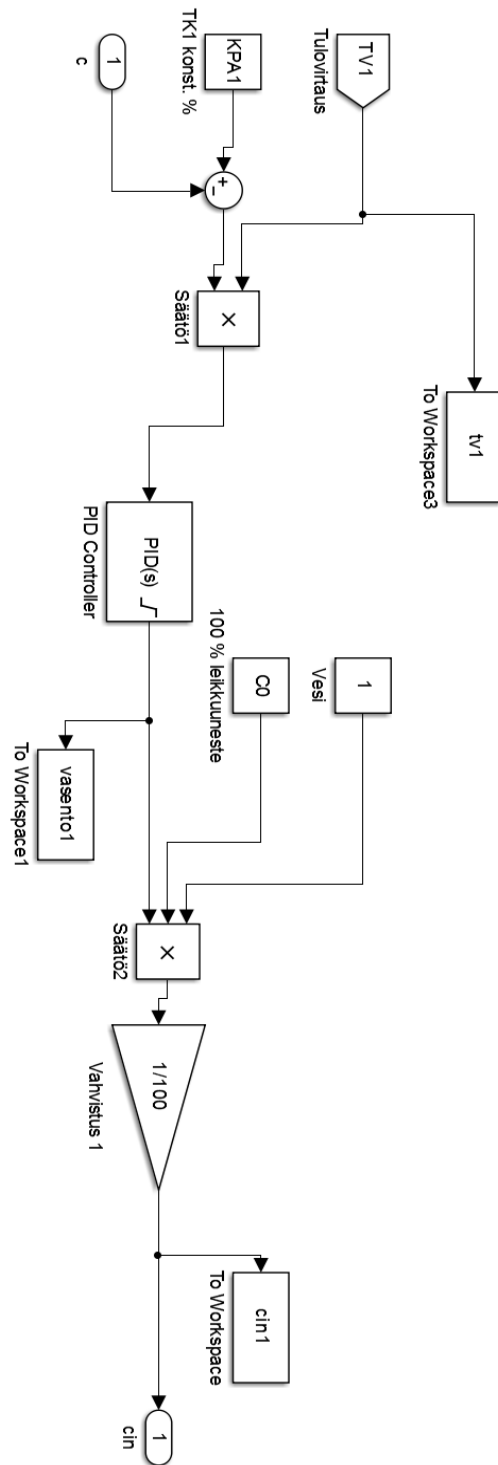 TV1
Tulovirtaus
tv1
To Workspace3
KPA1
TK1 konst. %
1
c
+
-
×
Säätö1
PID(s)
PID Controller
vasento1
To Workspace1
1
Vesi
C0
100 % leikkuuneste
×
Säätö2
1/100
Vahvistus 1
cin1
To Workspace
1
cin